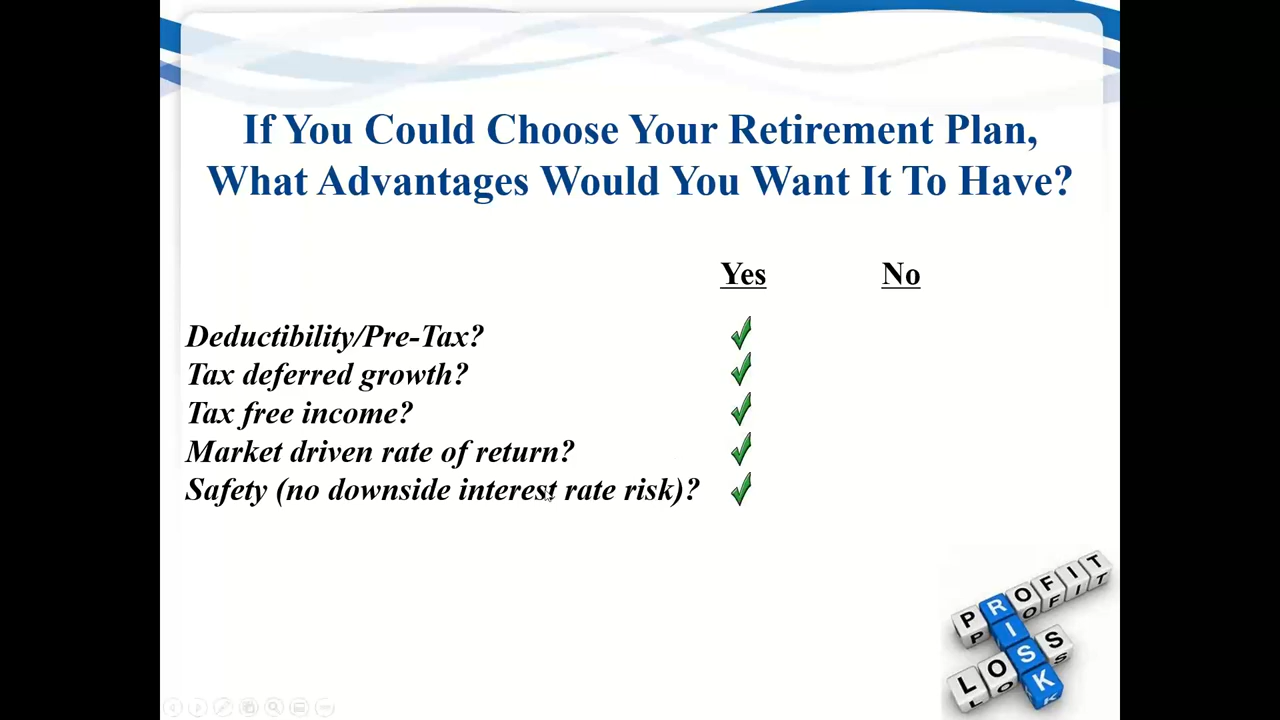 If You Could Choose Your Retirement Plan,
What Advantages Would You Want It To Have?
Yes No
Deductibility/Pre-Tax?
Tax deferred growth?
Tax free income?
Market driven rate of return?
Safety (no downside interest rate risk)?
PROFIT
RISK
LOSS